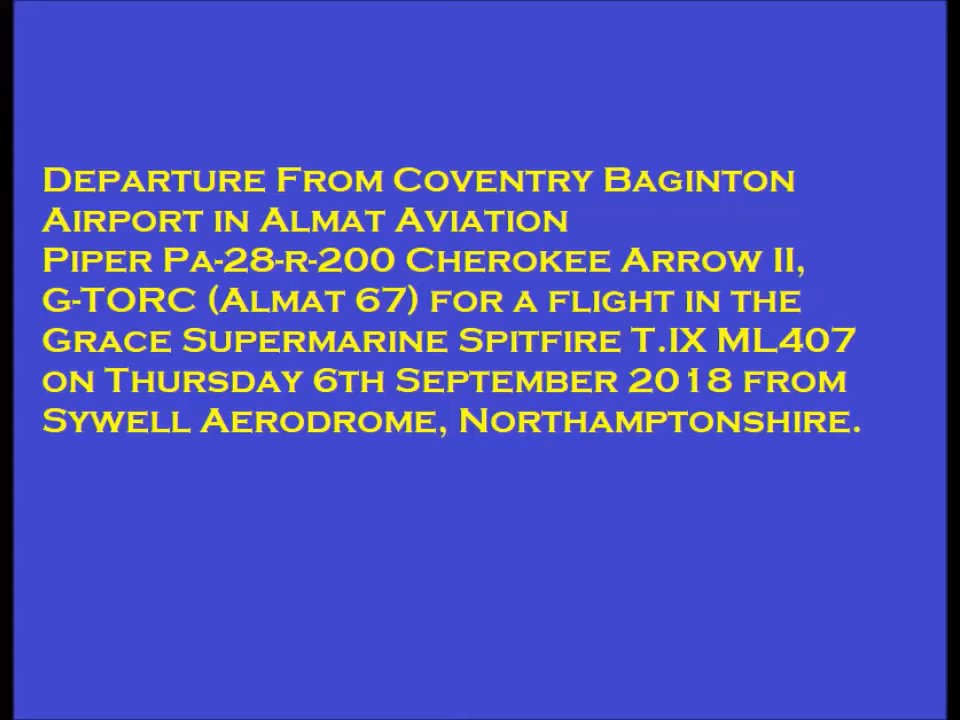 Departure From Coventry Baginton
Airport in Almat Aviation
Piper Pa-28-r-200 Cherokee Arrow II,
G-TORC (Almat 67) for a flight in the
Grace Supermarine Spitfire T.IX ML407
on Thursday 6th September 2018 from
Sywell Aerodrome, Northamptonshire.